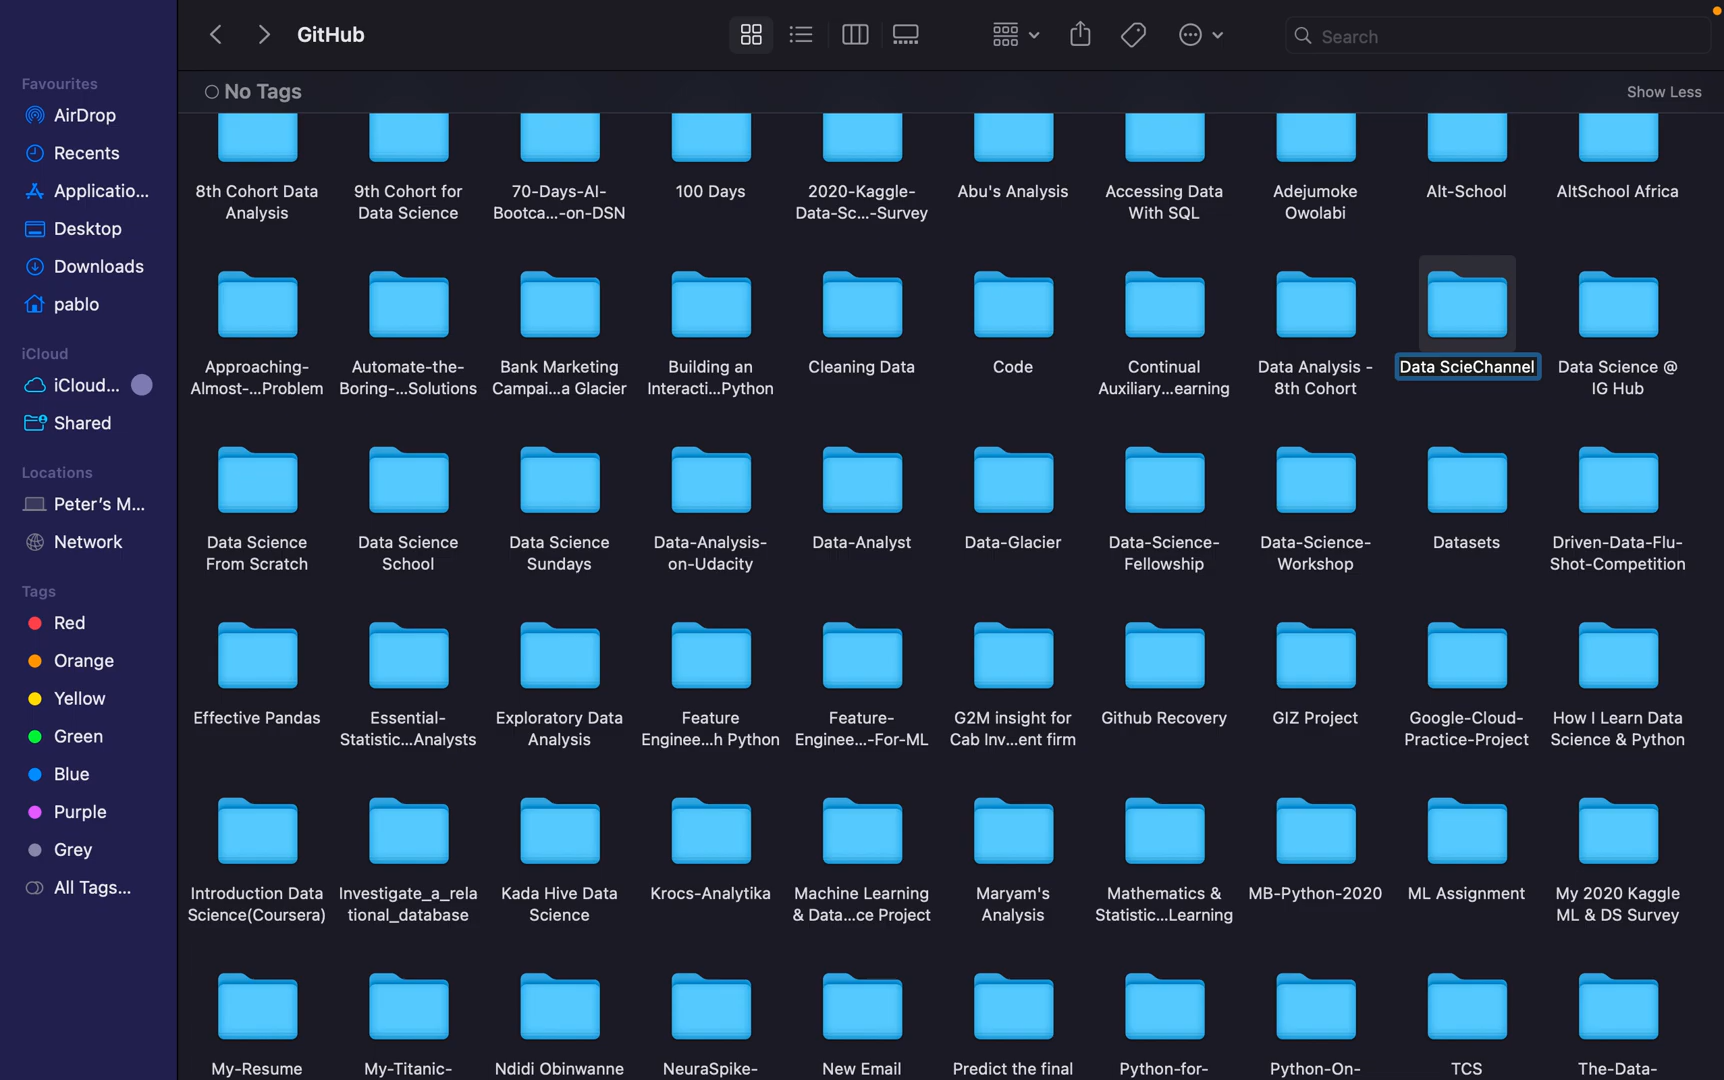 GitHub
Search
Favourites
AirDrop
Recents
Applicatio...
Desktop
Downloads
pablo
iCloud
iCloud...
Shared
Locations
Peter's M...
Network
Tags
Red
Orange
Yellow
Green
Blue
Purple
Grey
All Tags...
No Tags
Show Less
8th Cohort Data
Analysis
9th Cohort for
Data Science
70-Days-AI-
Bootca...-on-DSN
100 Days
2020-Kaggle-
Data-Sc...-Survey
Abu's Analysis
Accessing Data
With SQL
Adejumoke
Owolabi
Alt-School
AltSchool Africa
Approaching-
Almost-...Problem
Automate-the-
Boring-...Solutions
Bank Marketing
Campai...a Glacier
Building an
Interacti...Python
Cleaning Data
Code
Continual
Auxiliary...earning
Data Analysis -
8th Cohort
Data ScieChannel
Data Science @
IG Hub
Data Science
From Scratch
Data Science
School
Data Science
Sundays
Data-Analysis-
on-Udacity
Data-Analyst
Data-Glacier
Data-Science-
Fellowship
Data-Science-
Workshop
Datasets
Driven-Data-Flu-
Shot-Competition
Effective Pandas
Essential-
Statistic...Analysts
Exploratory Data
Analysis
Feature
Enginee...h Python
Feature-
Enginee...-For-ML
G2M insight for
Cab Inv...ent firm
Github Recovery
GIZ Project
Google-Cloud-
Practice-Project
How I Learn Data
Science & Python
Introduction Data
Science(Coursera)
Investigate_a_rela
tional_database
Kada Hive Data
Science
Krocs-Analytika
Machine Learning
& Data...ce Project
Maryam's
Analysis
Mathematics &
Statistic...Learning
MB-Python-2020
ML Assignment
My 2020 Kaggle
ML & DS Survey
My-Resume
My-Titanic-
Ndidi Obinwanne
NeuraSpike-
New Email
Predict the final
Python-for-
Python-On-
TCS
The-Data-